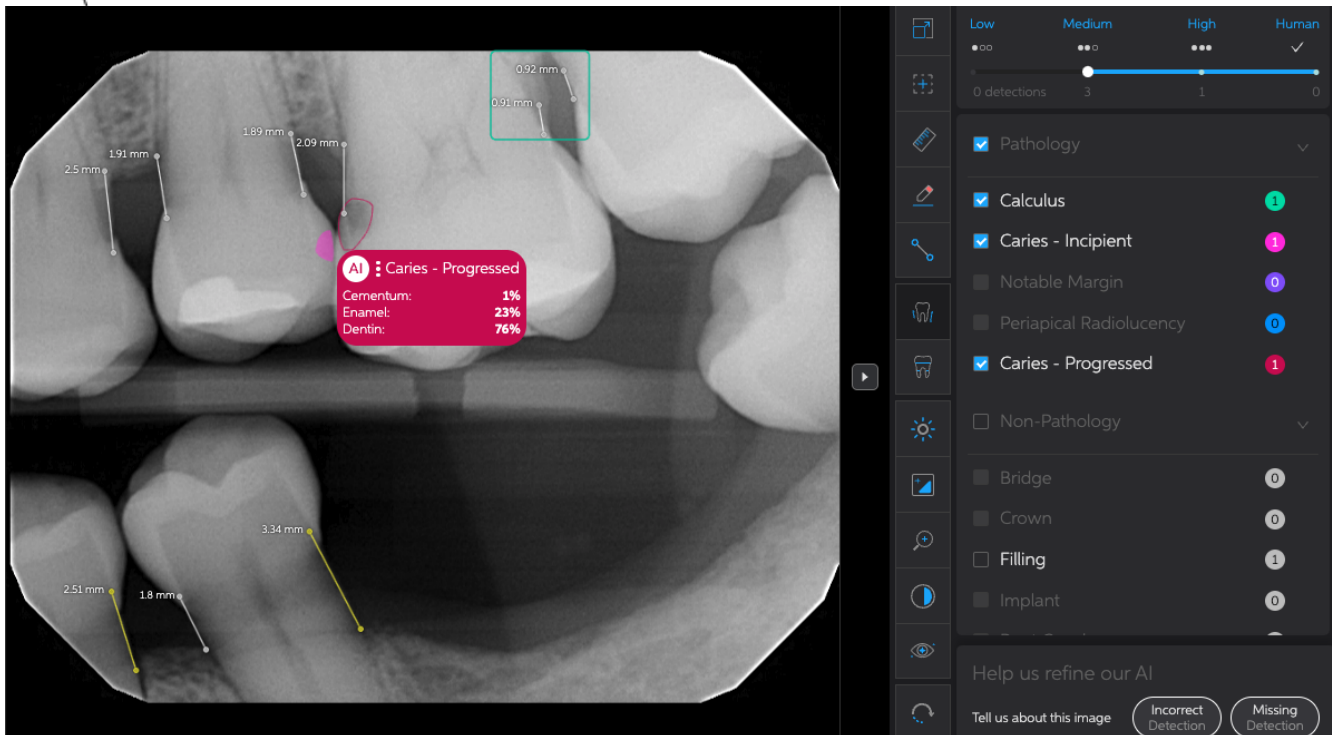 Low Medium High Human
0 detections 3 1 0
Pathology
Calculus 1
Caries - Incipient 1
Notable Margin 0
Periapical Radiolucency 0
Caries - Progressed 1
Non-Pathology
Bridge 0
Crown 0
Filling 1
Implant 0
Help us refine our AI
Tell us about this image
Incorrect
Detection
Missing
Detection
0.92 mm
0.91 mm
1.89 mm
2.09 mm
1.91 mm
2.5 mm
AI Caries - Progressed
Cementum: 1%
Enamel: 23%
Dentin: 76%
3.34 mm
2.51 mm
1.8 mm